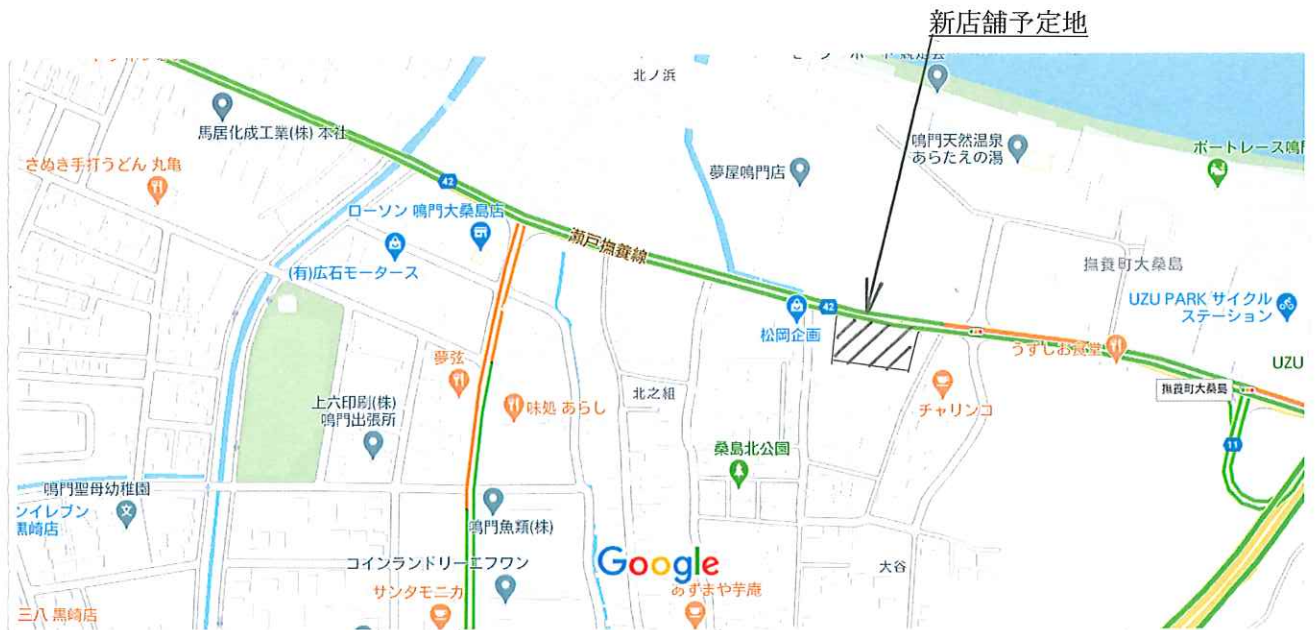 新店舗予定地
北ノ浜
馬居化成工業(株) 本社
さぬき手打うどん 丸亀
42
ローソン 鳴門大桑島店
(有)広石モータース
瀬戸撫養線
夢屋鳴門店
鳴門天然温泉
あらたえの湯
ボートレース鳴門
撫養町大桑島
UZU PARK サイクル
ステーション
松岡企画
42
うずしお食堂
UZU
撫養町大桑島
夢弦
味処 あらし
北之組
チャリンコ
上六印刷(株)
鳴門出張所
桑島北公園
11
鳴門聖母幼稚園
ンイレブン
黒崎店
鳴門魚類(株)
コインランドリーエフワン
サンタモニカ
Google
あずまや芋庵
大谷
三八 黒崎店